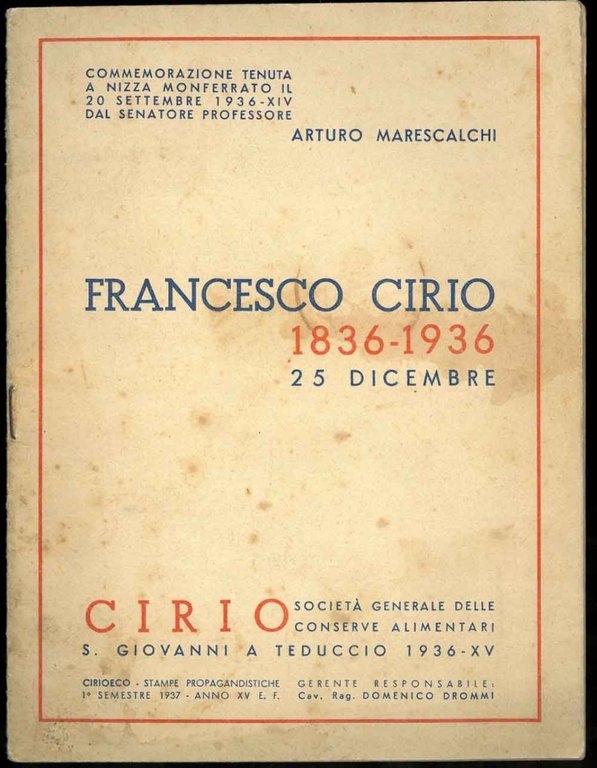 COMMEMORAZIONE TENUTA
A NIZZA MONFERRATO IL
20 SETTEMBRE 1936-XIV
DAL SENATORE PROFESSORE
ARTURO MARESCALCHI
FRANCESCO CIRIO
1836-1936
25 DICEMBRE
CIRIO SOCIETÀ GENERALE DELLE
CONSERVE ALIMENTARI
S. GIOVANNI A TEDUCCIO 1936-XV
CIRIOECO - STAMPE PROPAGANDISTICHE
1° SEMESTRE 1937 - ANNO XV E. F.
GERENTE RESPONSABILE:
Cav. Rag. DOMENICO DROMMI